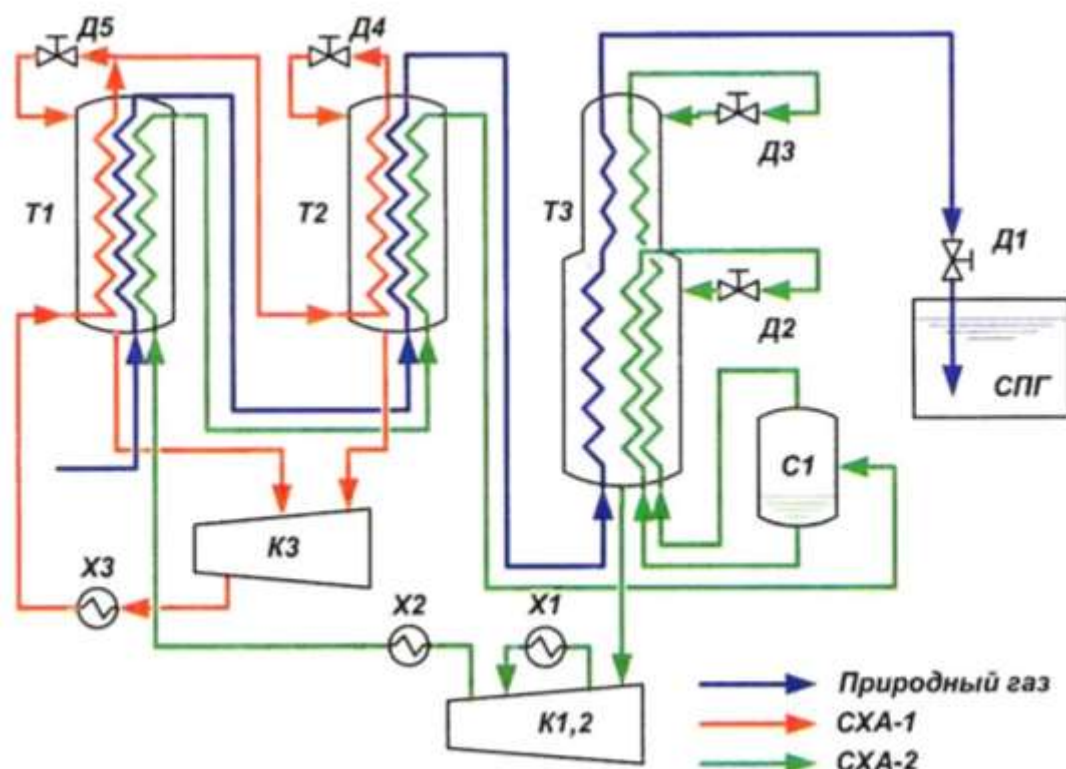 Д5
Д4
Д3
Т1
Т2
Т3
Д1
Д2
СПГ
С1
К3
Х3
Х2
Х1
К1,2
Природный газ
СХА-1
СХА-2